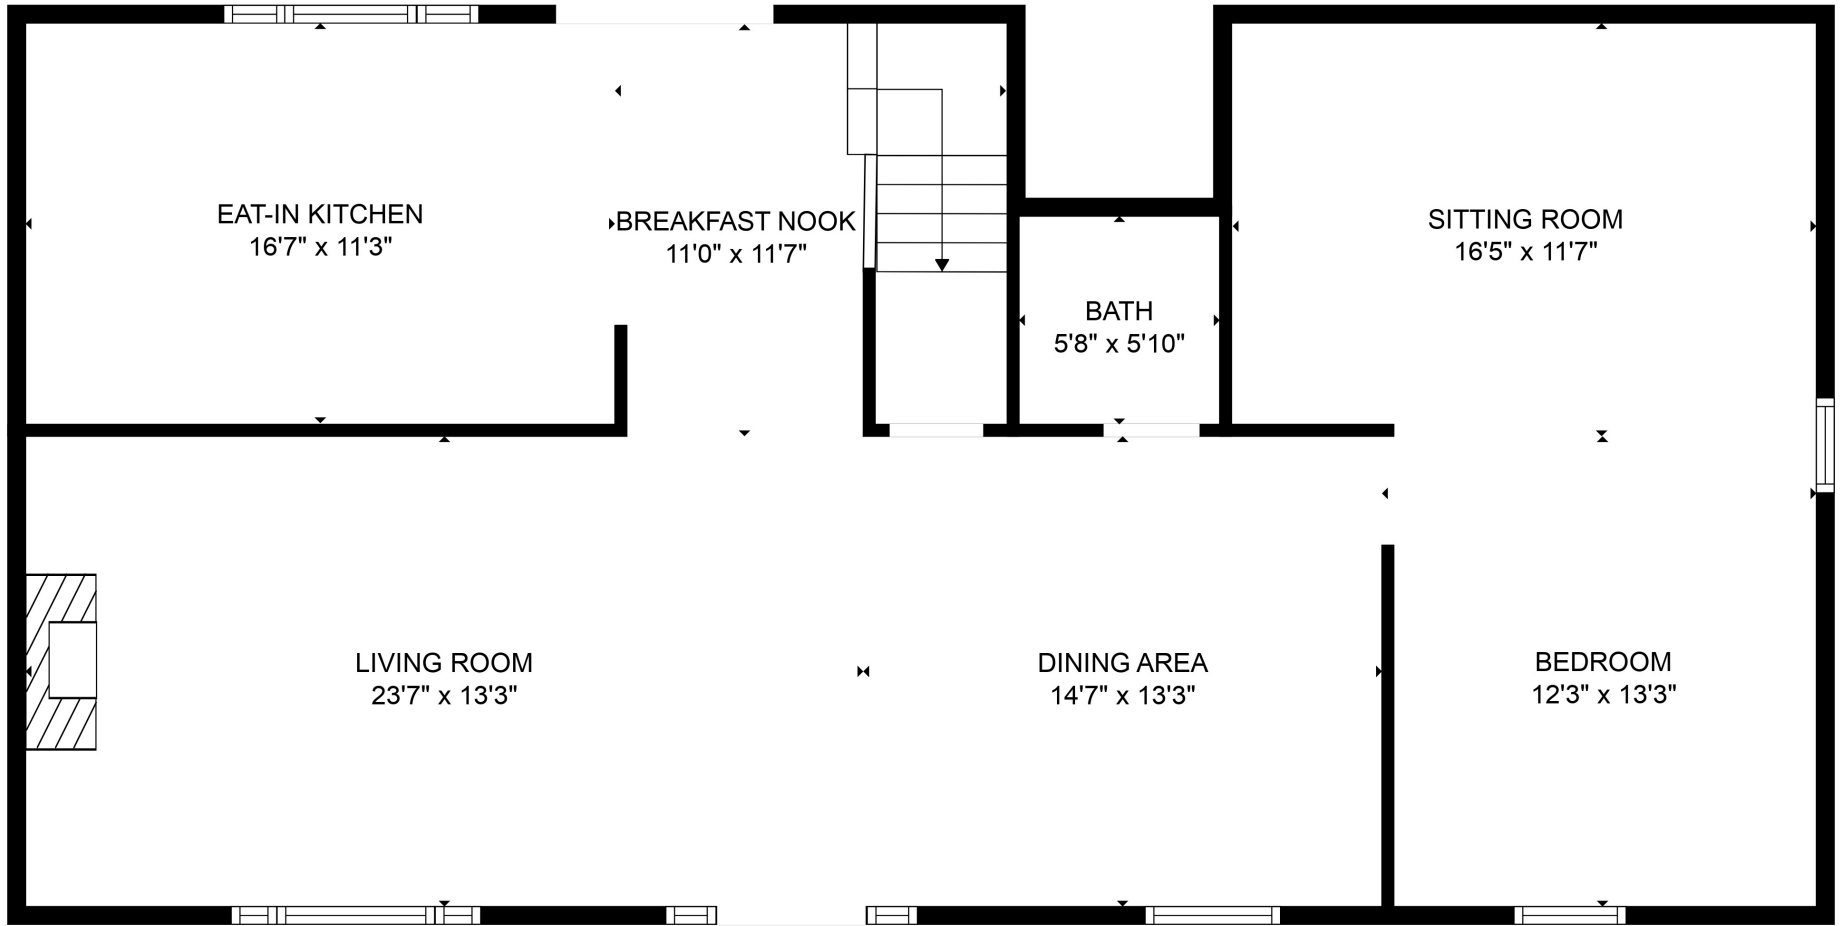 EAT-IN KITCHEN
16'7" x 11'3"
BREAKFAST NOOK
11'0" x 11'7"
SITTING ROOM
16'5" x 11'7"
BATH
5'8" x 5'10"
LIVING ROOM
23'7" x 13'3"
DINING AREA
14'7" x 13'3"
BEDROOM
12'3" x 13'3"